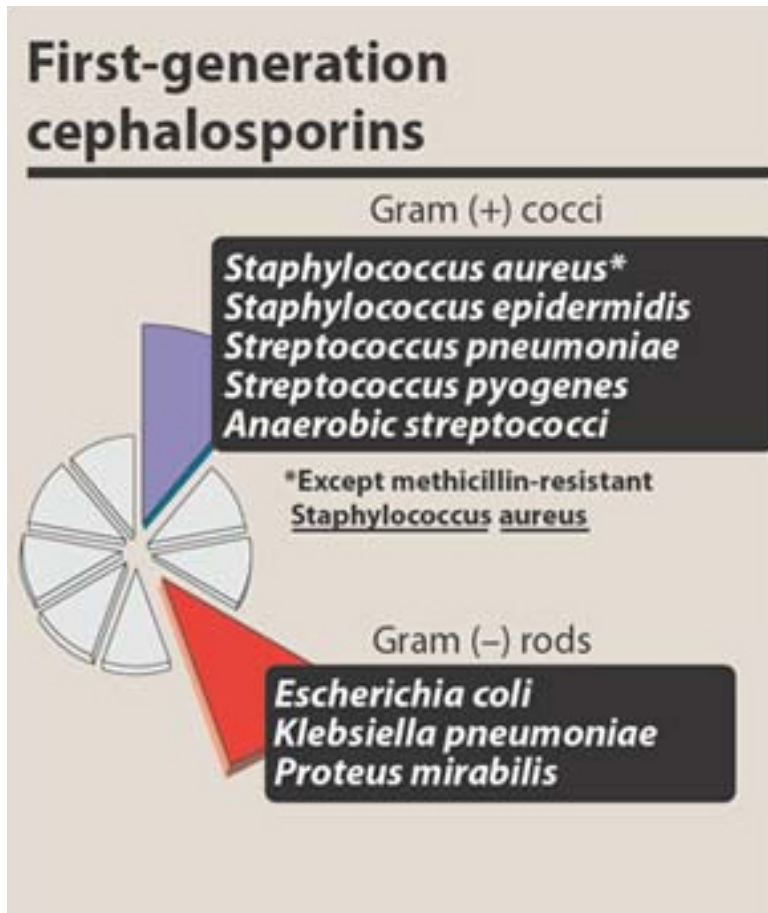 First-generation
cephalosporins
Gram (+) cocci
Staphylococcus aureus*
Staphylococcus epidermidis
Streptococcus pneumoniae
Streptococcus pyogenes
Anaerobic streptococci
*Except methicillin-resistant
Staphylococcus aureus
Gram (–) rods
Escherichia coli
Klebsiella pneumoniae
Proteus mirabilis